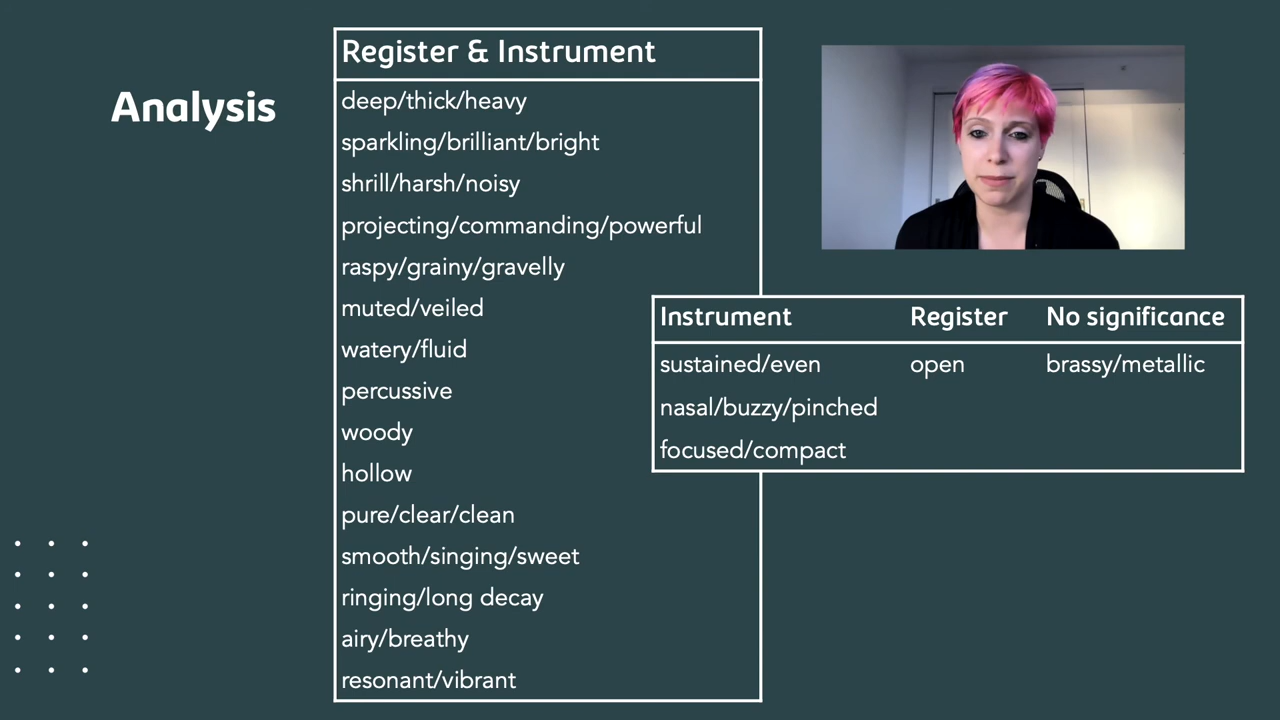 Analysis
Register & Instrument
deep/thick/heavy
sparkling/brilliant/bright
shrill/harsh/noisy
projecting/commanding/powerful
raspy/grainy/gravelly
muted/veiled
watery/fluid
percussive
woody
hollow
pure/clear/clean
smooth/singing/sweet
ringing/long decay
airy/breathy
resonant/vibrant
Instrument Register No significance
sustained/even open brassy/metallic
nasal/buzzy/pinched
focused/compact